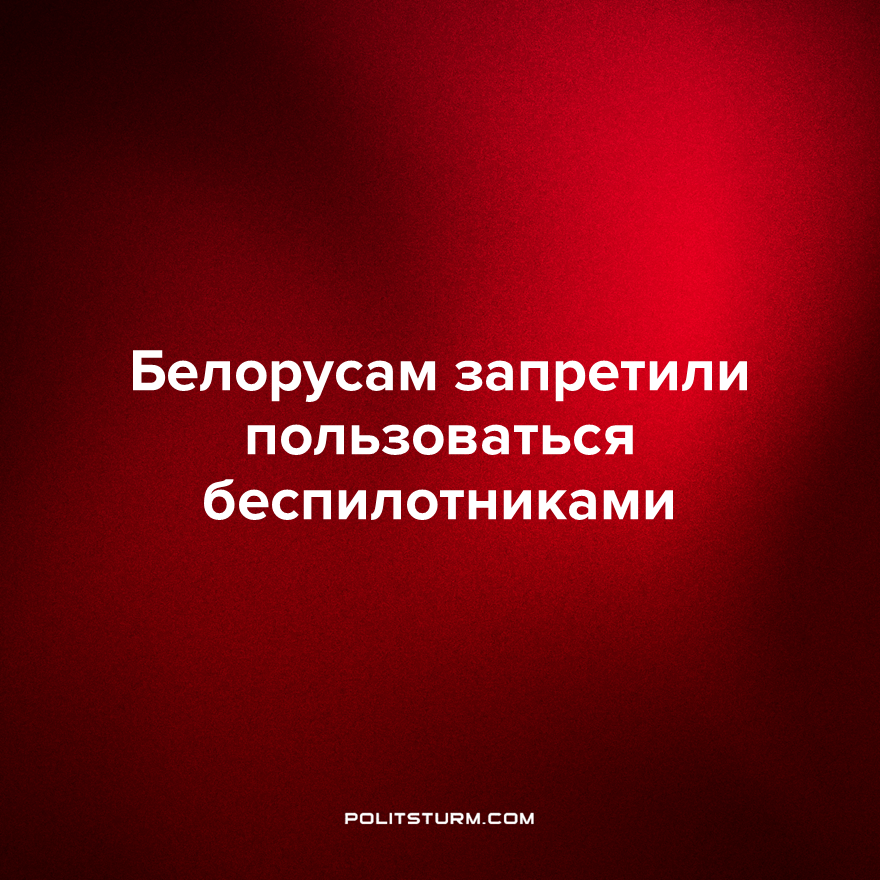 Белорусам запретили
пользоваться
беспилотниками
POLITSTURM.COM